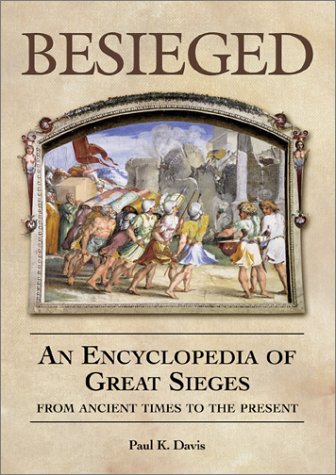 BESIEGED
AN ENCYCLOPEDIA OF
GREAT SIEGES
FROM ANCIENT TIMES TO THE PRESENT
Paul K. Davis